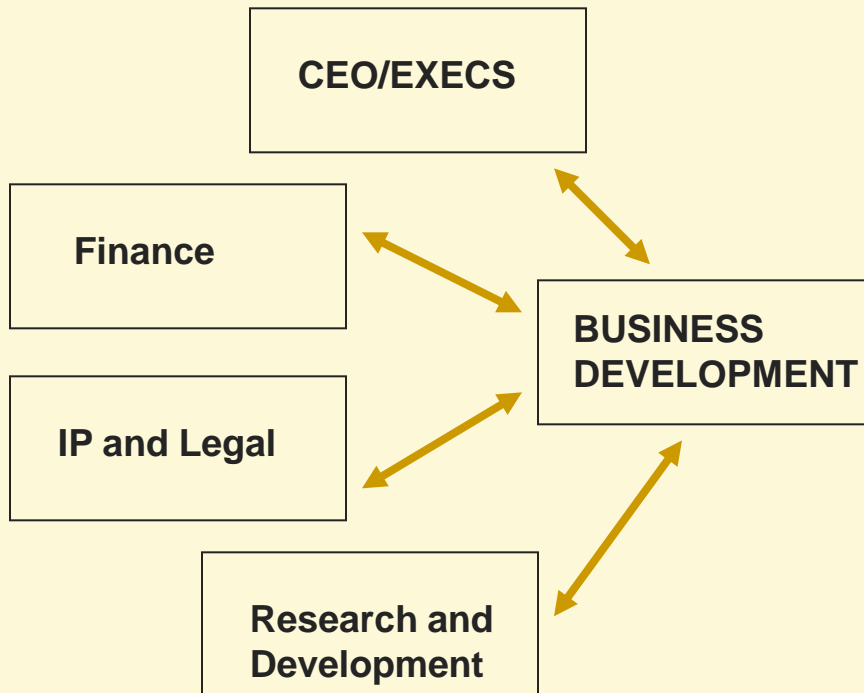 CEO/EXECS
Finance
BUSINESS
DEVELOPMENT
IP and Legal
Research and
Development